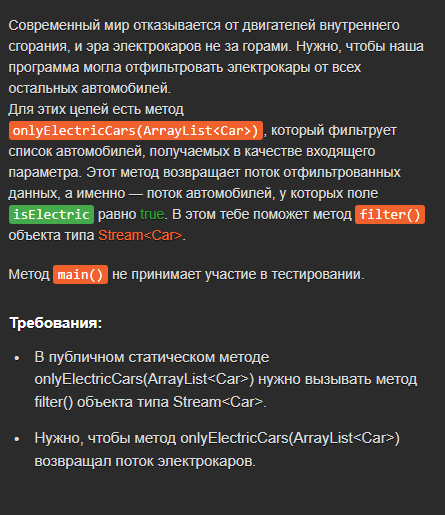 Современный мир отказывается от двигателей внутреннего
сгорания, и эра электрокаров не за горами. Нужно, чтобы наша
программа могла отфильтровать электрокары от всех
остальных автомобилей.
Для этих целей есть метод
onlyElectricCars(ArrayList<Car>), который фильтрует
список автомобилей, получаемых в качестве входящего
параметра. Этот метод возвращает поток отфильтрованных
данных, а именно — поток автомобилей, у которых поле
isElectric равно true. В этом тебе поможет метод filter()
объекта типа Stream<Car>.
Метод main() не принимает участие в тестировании.
Требования:
• В публичном статическом методе
onlyElectricCars(ArrayList<Car>) нужно вызывать метод
filter() объекта типа Stream<Car>.
• Нужно, чтобы метод onlyElectricCars(ArrayList<Car>)
возвращал поток электрокаров.